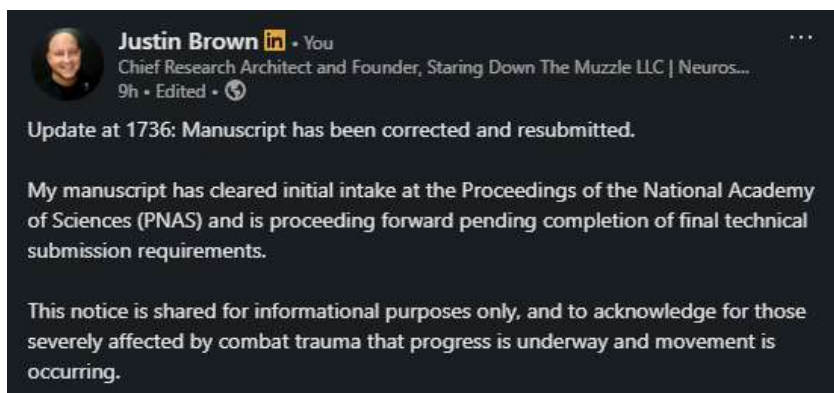 Justin Brown in • You
Chief Research Architect and Founder, Staring Down The Muzzle LLC | Neuros...
9h • Edited •
Update at 1736: Manuscript has been corrected and resubmitted.
My manuscript has cleared initial intake at the Proceedings of the National Academy
of Sciences (PNAS) and is proceeding forward pending completion of final technical
submission requirements.
This notice is shared for informational purposes only, and to acknowledge for those
severely affected by combat trauma that progress is underway and movement is
occurring.